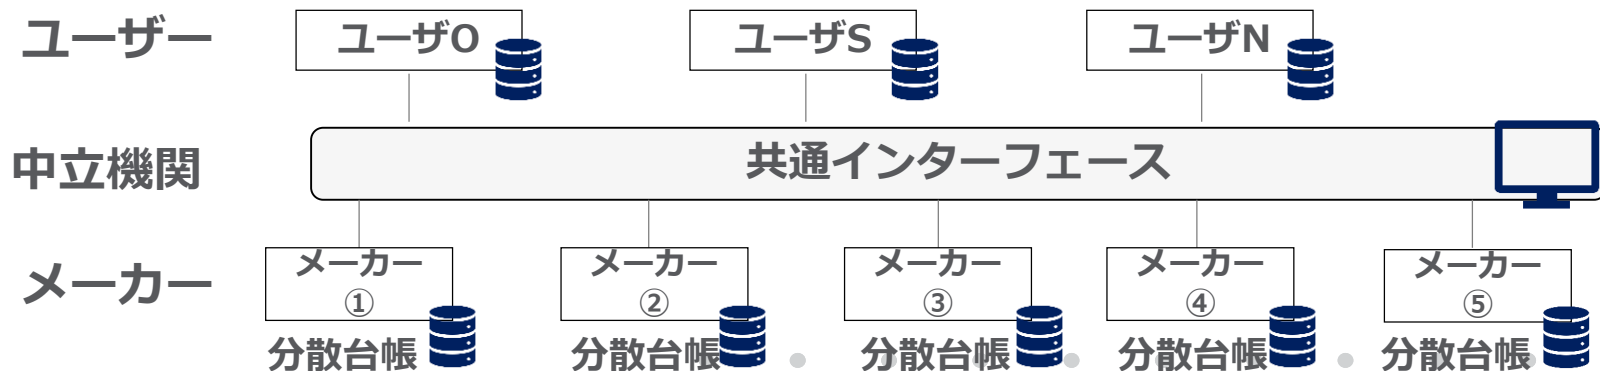 ユーザー
ユーザO
ユーザS
ユーザN
中立機関
共通インターフェース
メーカー
メーカー
①
メーカー
②
メーカー
③
メーカー
④
メーカー
⑤
分散台帳
分散台帳
分散台帳
分散台帳
分散台帳